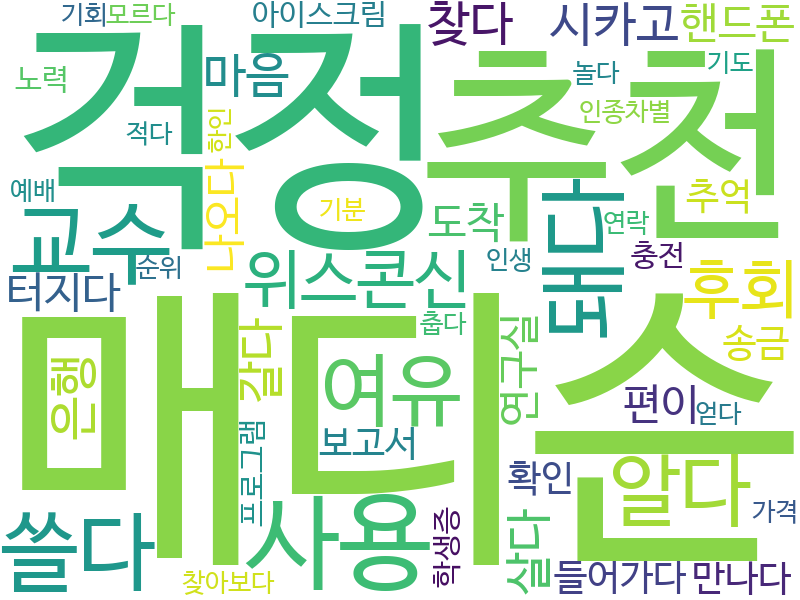 기회
모르다
아이스크림
찾다
시카고
핸드폰
걱정
추천
노력
마음
놀다
기도
적다
한인
인종차별
예배
나오다
기분
교수
도착
돼다
연락
추억
순위
위스콘신
인생
충전
터지다
후회
매디슨
춥다
송금
은행
갈다
여유
연구실
편이
얻다
보고서
프로그램
확인
알다
쓸다
사용
학생증
살다
가격
찾아보다
들어가다
만나다